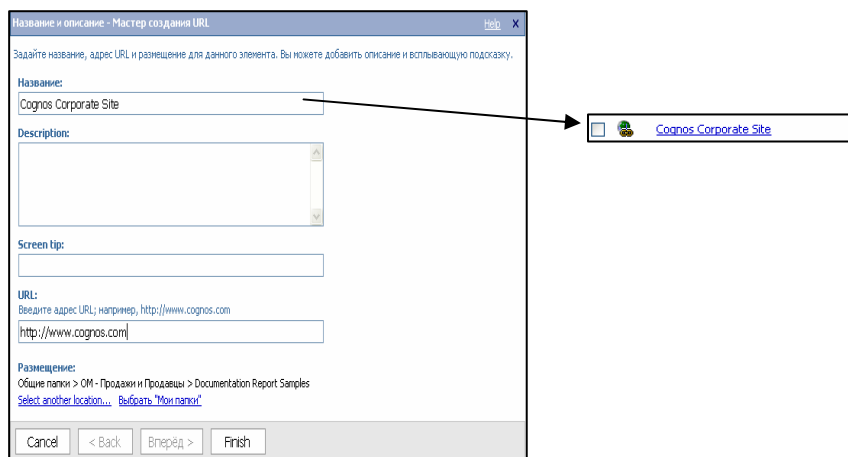 Название и описание - Мастер создания URL
Help X
Задайте название, адрес URL и размещение для данного элемента. Вы можете добавить описание и всплывающую подсказку.
Название:
Cognos Corporate Site
Cognos Corporate Site
Description:
Screen tip:
URL:
Введите адрес URL; например, http://www.cognos.com
http://www.cognos.com
Размещение:
Общие папки > ОМ - Продажи и Продавцы > Documentation Report Samples
Select another location... Выбрать "Мои папки"
Cancel < Back Вперёд > Finish